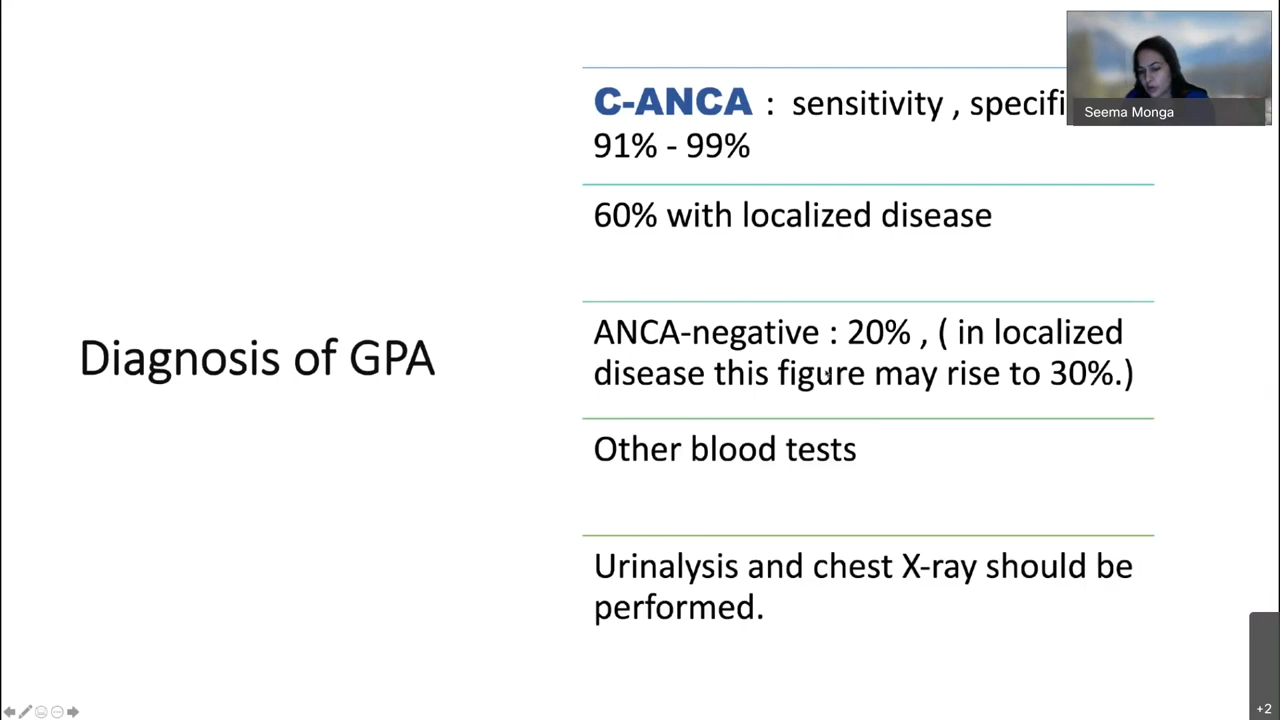 Seema Monga
C-ANCA : sensitivity , specifi
91% - 99%
60% with localized disease
ANCA-negative : 20% , ( in localized
disease this figure may rise to 30%.)
Diagnosis of GPA
Other blood tests
Urinalysis and chest X-ray should be
performed.
+2